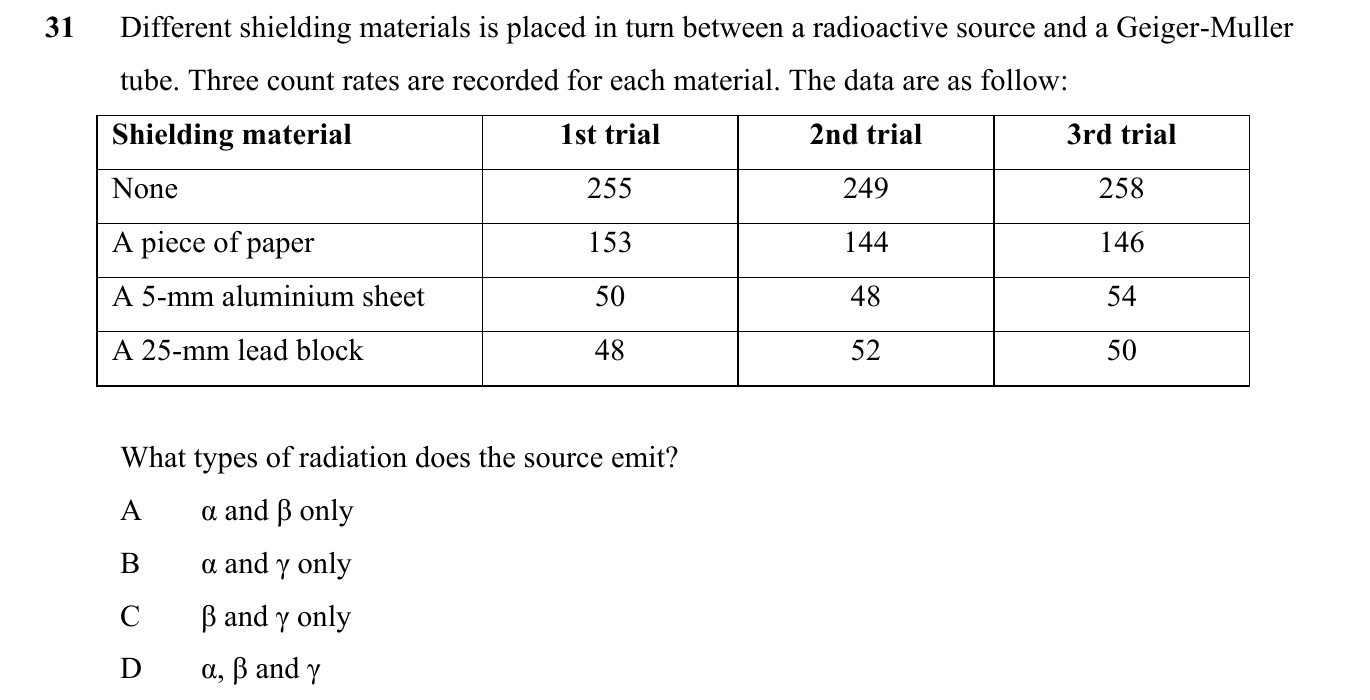 31 Different shielding materials is placed in turn between a radioactive source and a Geiger-Muller
tube. Three count rates are recorded for each material. The data are as follow:
Shielding material 1st trial 2nd trial 3rd trial
None 255 249 258
A piece of paper 153 144 146
A 5-mm aluminium sheet 50 48 54
A 25-mm lead block 48 52 50
What types of radiation does the source emit?
A α and β only
B α and γ only
C β and γ only
D α, β and γ